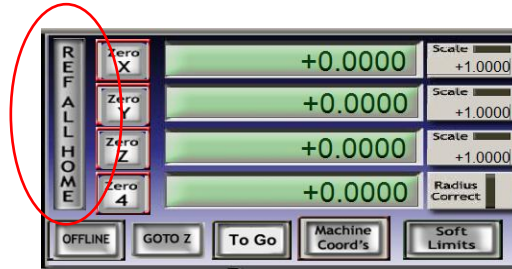 REF ALL HOME
Zero X +0.0000 Scale +1.0000
Zero Y +0.0000 Scale +1.0000
Zero Z +0.0000 Scale +1.0000
Zero 4 +0.0000 Radius Correct
OFFLINE GOTO Z To Go Machine Coord's Soft Limits